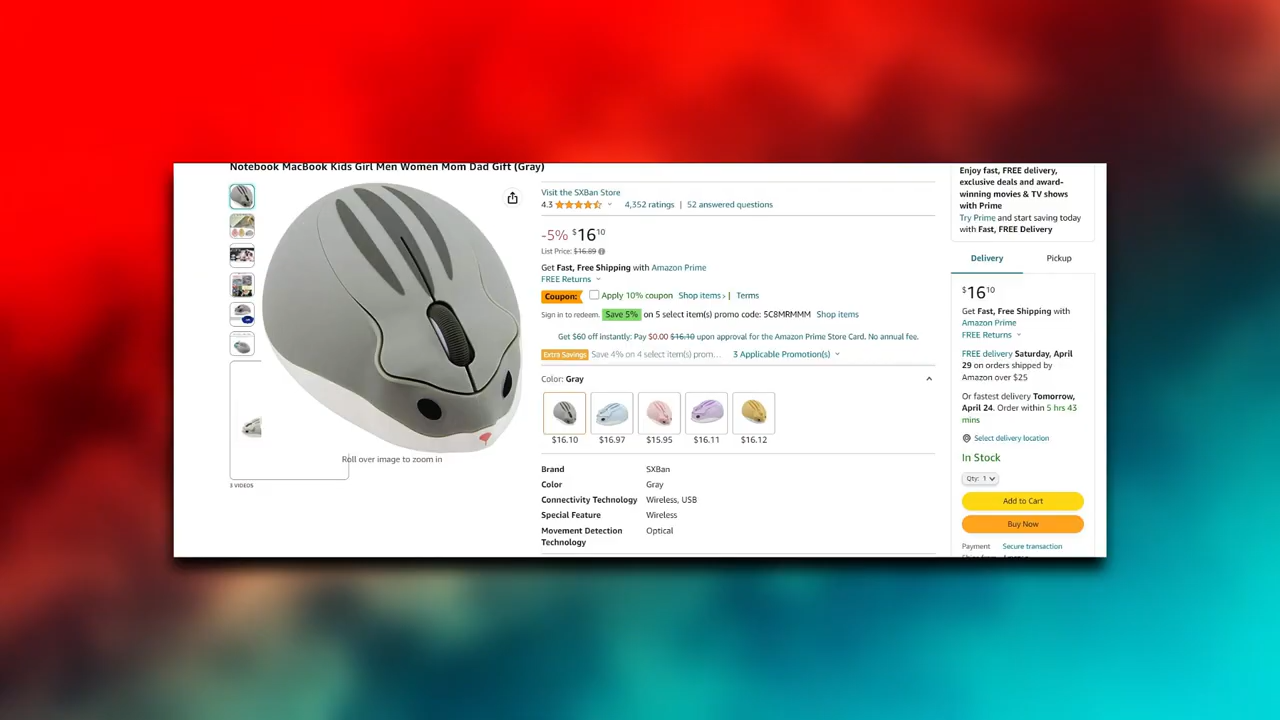 Notebook MacBook Kids Girl Men Women Mom Dad Gift (Gray)
Roll over image to zoom in
3 VIDEOS
Visit the SXBan Store
4.3
4,352 ratings | 52 answered questions
-5% $16 10
List Price: $16.89
Get Fast, Free Shipping with Amazon Prime
FREE Returns
Coupon: Apply 10% coupon Shop items > | Terms
Sign in to redeem. Save 5% on 5 select item(s) promo code: 5C8MRMMM Shop items
Get $60 off instantly: Pay $0.00 $16.10 upon approval for the Amazon Prime Store Card. No annual fee.
Extra Savings Save 4% on 4 select item(s) prom... 3 Applicable Promotion(s)
Color: Gray
$16.10 $16.97 $15.95 $16.11 $16.12
Brand SXBan
Color Gray
Connectivity Technology Wireless, USB
Special Feature Wireless
Movement Detection Optical
Technology
Enjoy fast, FREE delivery,
exclusive deals and award-
winning movies & TV shows
with Prime
Try Prime and start saving today
with Fast, FREE Delivery
Delivery Pickup
$16 10
Get Fast, Free Shipping with
Amazon Prime
FREE Returns
FREE delivery Saturday, April
29 on orders shipped by
Amazon over $25
Or fastest delivery Tomorrow,
April 24. Order within 5 hrs 43
mins
Select delivery location
In Stock
Qty: 1
Add to Cart
Buy Now
Payment Secure transaction